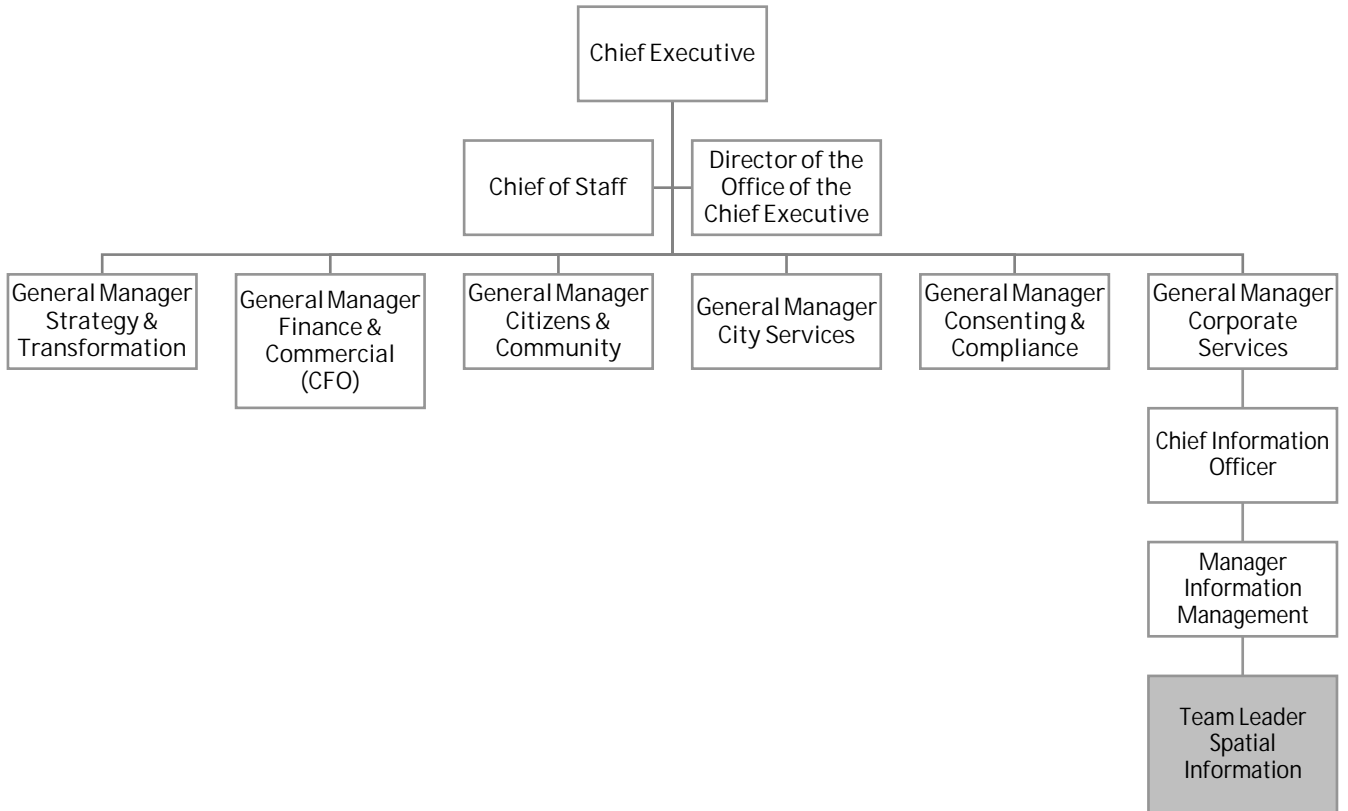 Chief Executive
Chief of Staff
Director of the
Office of the
Chief Executive
General Manager
Strategy &
Transformation
General Manager
Finance &
Commercial
(CFO)
General Manager
Citizens &
Community
General Manager
City Services
General Manager
Consenting &
Compliance
General Manager
Corporate
Services
Chief Information
Officer
Manager
Information
Management
Team Leader
Spatial
Information